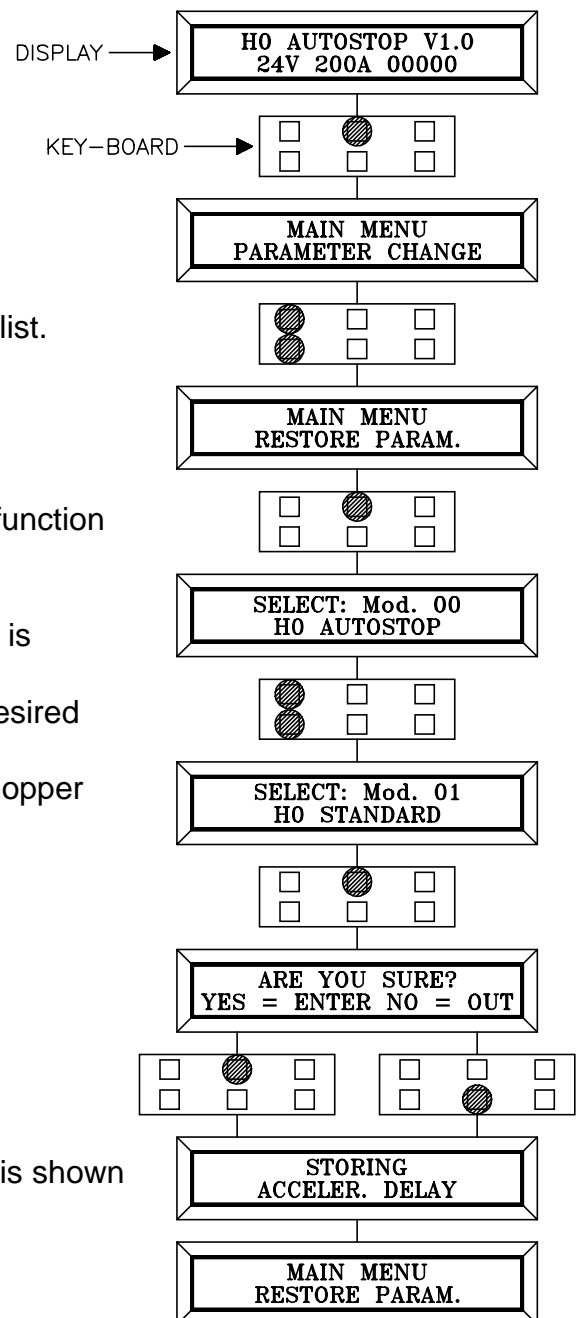 H0 AUTOSTOP V1.0
DISPLAY
24V 200A 00000
KEY-BOARD
MAIN MENU
PARAMETER CHANGE
list.
MAIN MENU
RESTORE PARAM.
function
SELECT: Mod. 00
H0 AUTOSTOP
is
esired
opper
SELECT: Mod. 01
H0 STANDARD
ARE YOU SURE?
YES = ENTER NO = OUT
is shown
STORING
ACCELER. DELAY
MAIN MENU
RESTORE PARAM.